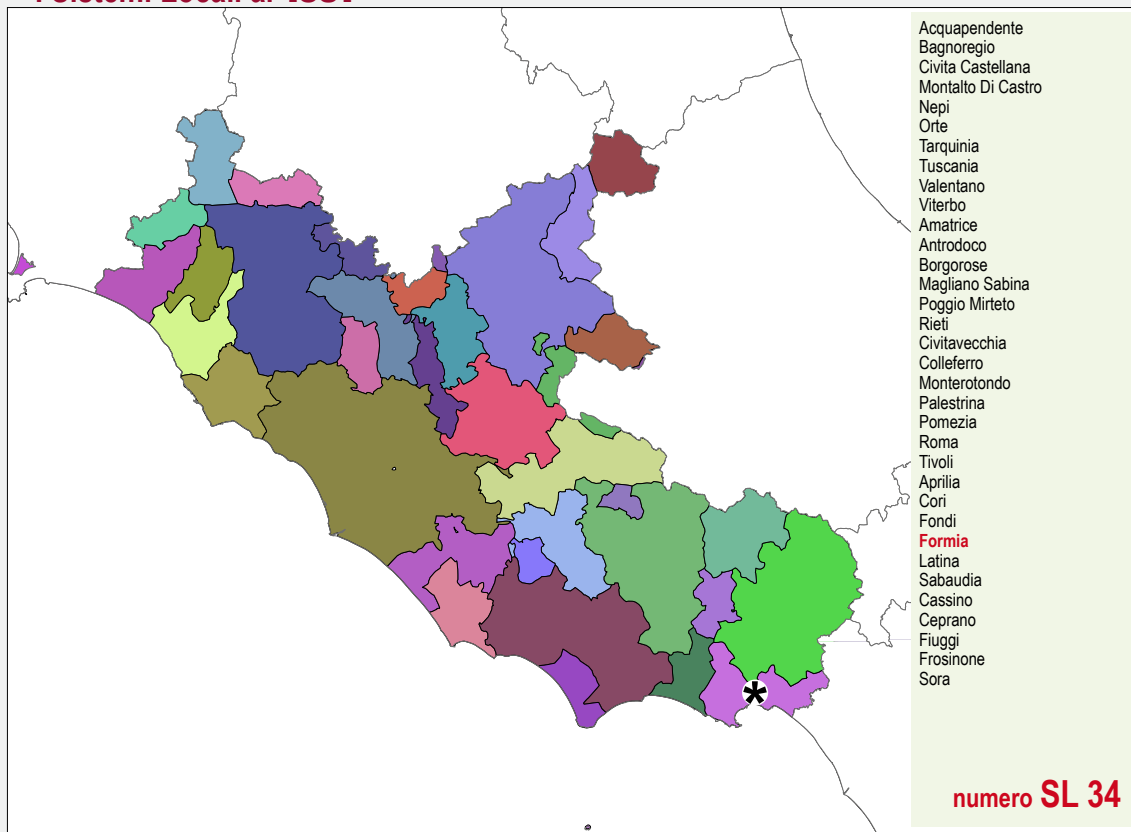 Acquapendente
Bagnoregio
Civita Castellana
Montalto Di Castro
Nepi
Orte
Tarquinia
Tuscania
Valentano
Viterbo
Amatrice
Antrodoco
Borgorose
Magliano Sabina
Poggio Mirteto
Rieti
Civitavecchia
Colleferro
Monterotondo
Palestrina
Pomezia
Roma
Tivoli
Aprilia
Cori
Fondi
Formia
Latina
Sabaudia
Cassino
Ceprano
Fiuggi
Frosinone
Sora
numero SL 34